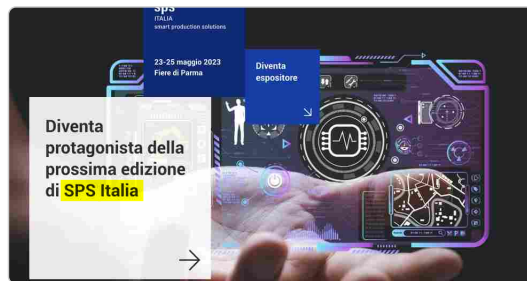 sps
ITALIA
smart production solutions
23-25 maggio 2023
Fiere di Parma
Diventa
espositore
Diventa
protagonista della
prossima edizione
di SPS Italia